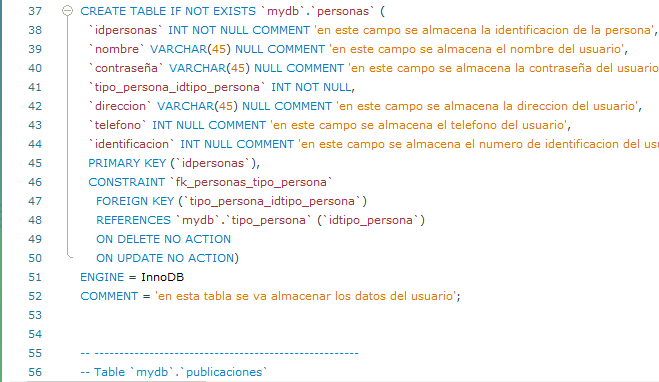 37 CREATE TABLE IF NOT EXISTS `mydb`.`personas` (
38 `idpersonas` INT NOT NULL COMMENT 'en este campo se almacena la identificacion de la persona',
39 `nombre` VARCHAR(45) NULL COMMENT 'en este campo se almacena el nombre del usuario',
40 `contraseña` VARCHAR(45) NULL COMMENT 'en este campo se almacena la contraseña del usuario
41 `tipo_persona_idtipo_persona` INT NOT NULL,
42 `direccion` VARCHAR(45) NULL COMMENT 'en este campo se almacena la direccion del usuario',
43 `telefono` INT NULL COMMENT 'en este campo se almacena el telefono del usuario',
44 `identificacion` INT NULL COMMENT 'en este campo se almacena el numero de identificacion del usu
45 PRIMARY KEY (`idpersonas`),
46 CONSTRAINT `fk_personas_tipo_persona`
47 FOREIGN KEY (`tipo_persona_idtipo_persona`)
48 REFERENCES `mydb`.`tipo_persona` (`idtipo_persona`)
49 ON DELETE NO ACTION
50 ON UPDATE NO ACTION)
51 ENGINE = InnoDB
52 COMMENT = 'en esta tabla se va almacenar los datos del usuario';
53
54
55 -- -----------------------------------------------------
56 -- Table `mydb`.`publicaciones`